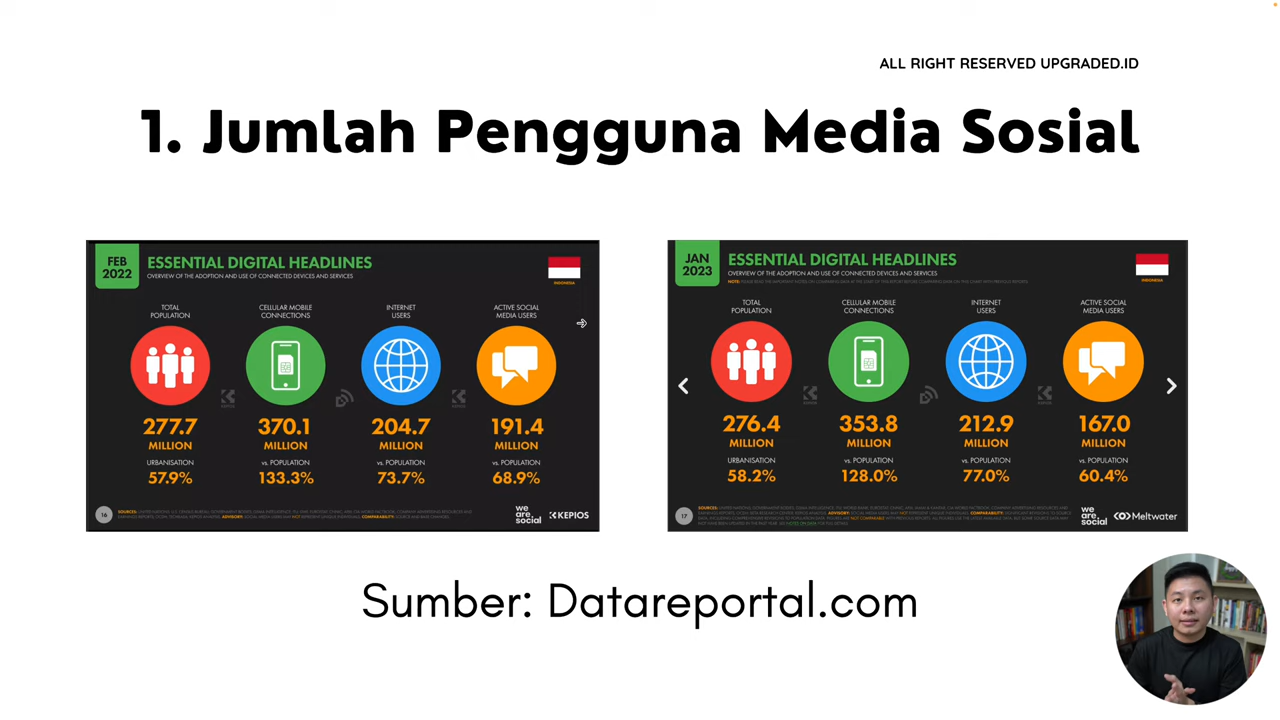 ALL RIGHT RESERVED UPGRADED.ID
1. Jumlah Pengguna Media Sosial
FEB
2022
ESSENTIAL DIGITAL HEADLINES
OVERVIEW OF THE ADOPTION AND USE OF CONNECTED DEVICES AND SERVICES
INDONESIA
TOTAL
POPULATION
CELLULAR MOBILE
CONNECTIONS
INTERNET
USERS
ACTIVE SOCIAL
MEDIA USERS
277.7
MILLION
370.1
MILLION
204.7
MILLION
191.4
MILLION
URBANISATION
57.9%
vs. POPULATION
133.3%
vs. POPULATION
73.7%
vs. POPULATION
68.9%
16
we
are.
social
KEPIOS
JAN
2023
ESSENTIAL DIGITAL HEADLINES
OVERVIEW OF THE ADOPTION AND USE OF CONNECTED DEVICES AND SERVICES
INDONESIA
TOTAL
POPULATION
CELLULAR MOBILE
CONNECTIONS
INTERNET
USERS
ACTIVE SOCIAL
MEDIA USERS
276.4
MILLION
353.8
MILLION
212.9
MILLION
167.0
MILLION
URBANISATION
58.2%
vs. POPULATION
128.0%
vs. POPULATION
77.0%
vs. POPULATION
60.4%
17
we
are.
social
Meltwater
Sumber: Datareportal.com